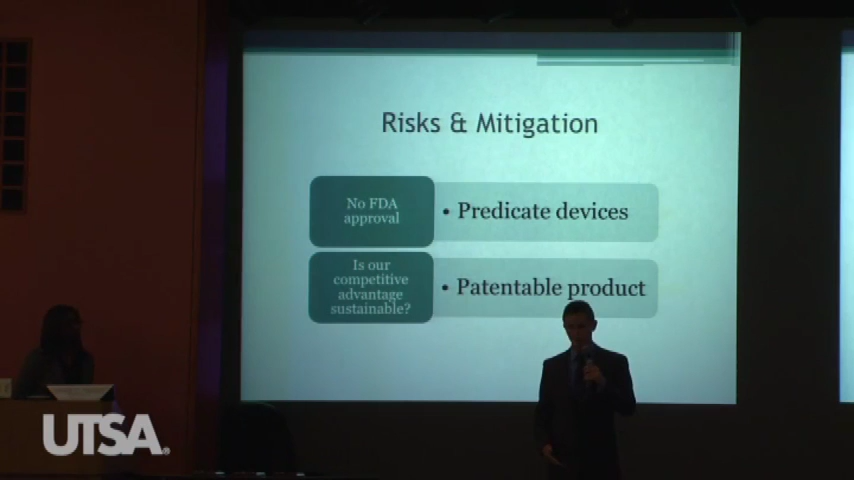 Risks & Mitigation
No FDA
approval
• Predicate devices
Is our
competitive
advantage
sustainable?
• Patentable product
UTSA®